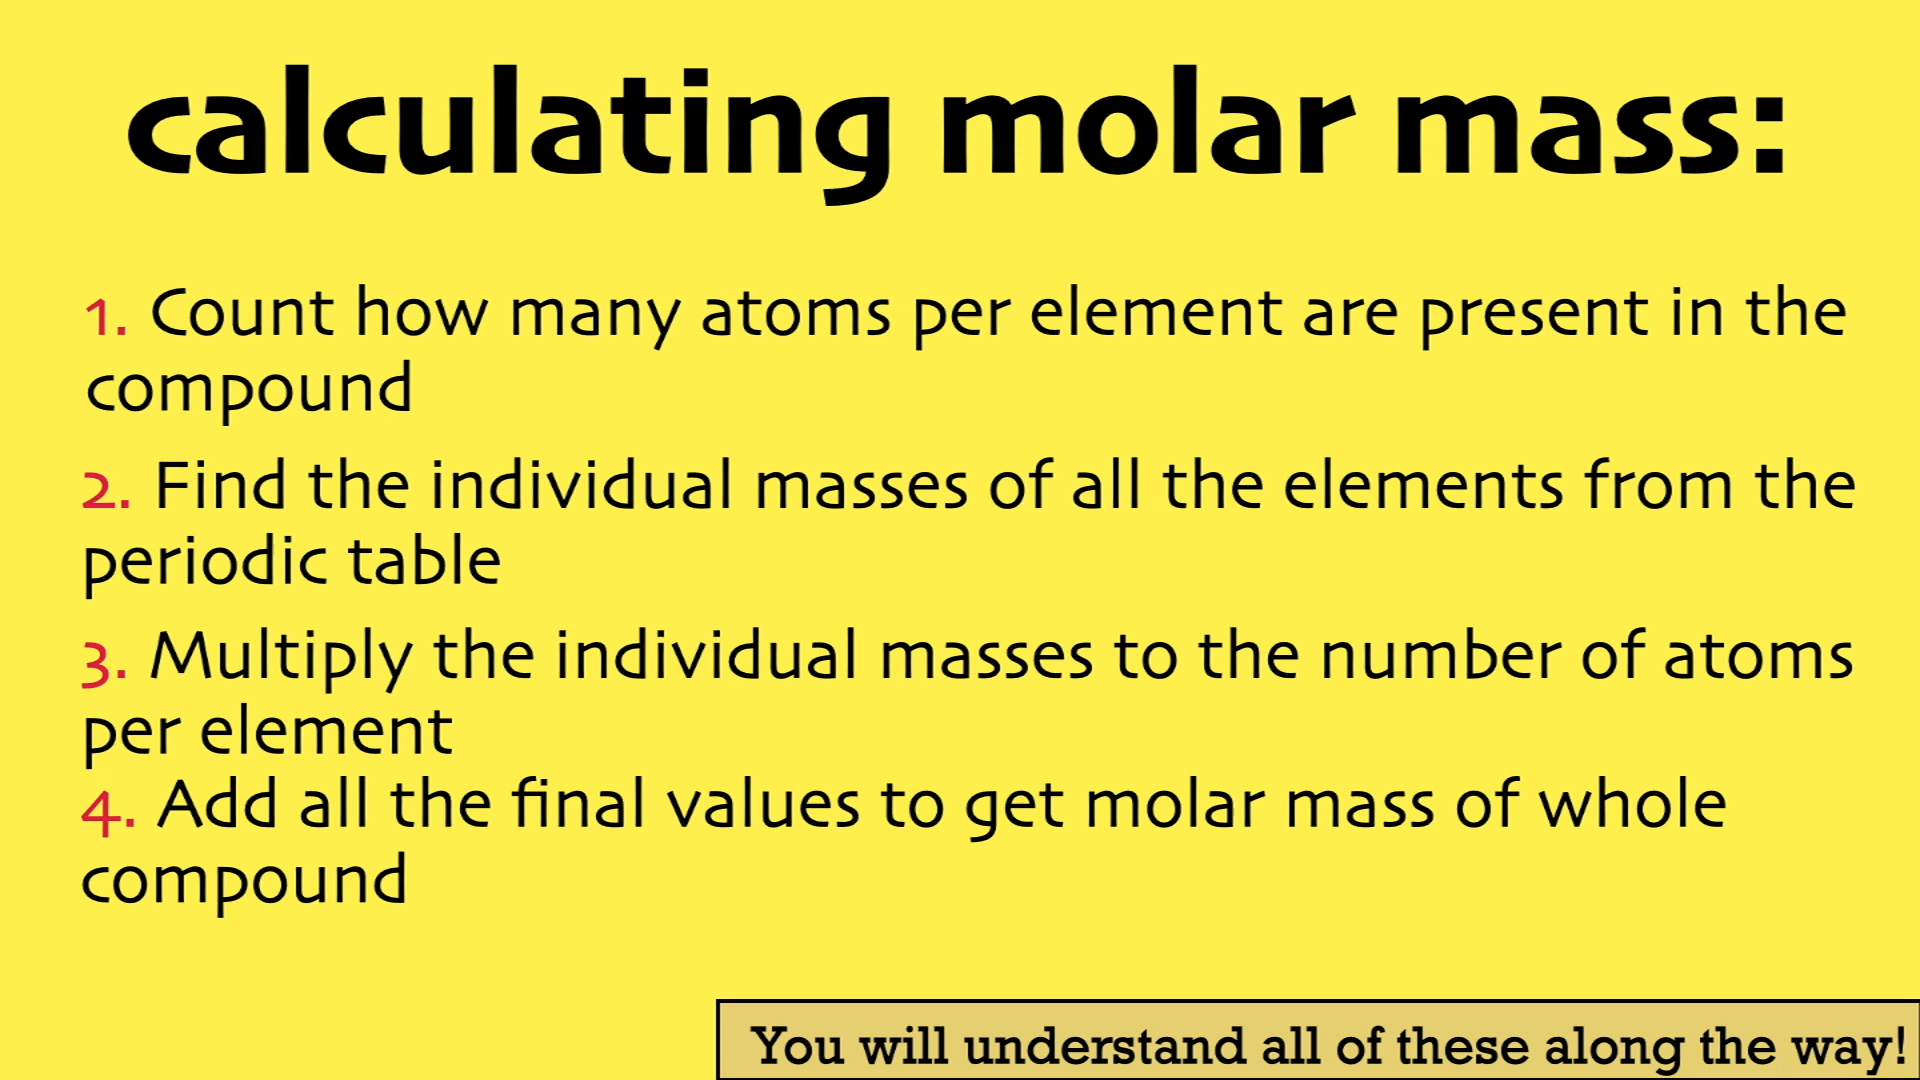 calculating molar mass:
1. Count how many atoms per element are present in the
compound
2. Find the individual masses of all the elements from the
periodic table
3. Multiply the individual masses to the number of atoms
per element
4. Add all the final values to get molar mass of whole
compound
You will understand all of these along the way!